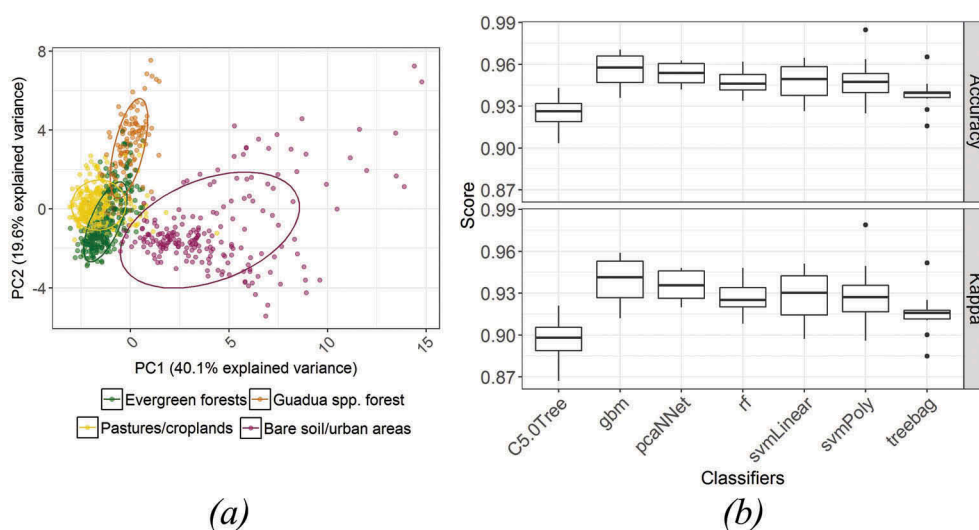 8
4
0
-4
PC2 (19.6% explained variance)
0
5
10
15
PC1 (40.1% explained variance)
Evergreen forests
Guadua spp. forest
Pastures/croplands
Bare soil/urban areas
(a)
0.99
0.96
0.93
0.90
0.87
Accuracy
Score
0.99
0.96
0.93
0.90
0.87
Kappa
C5.0Tree
gbm
pcaNNet
rf
svmLinear
svmPoly
treebag
Classifiers
(b)